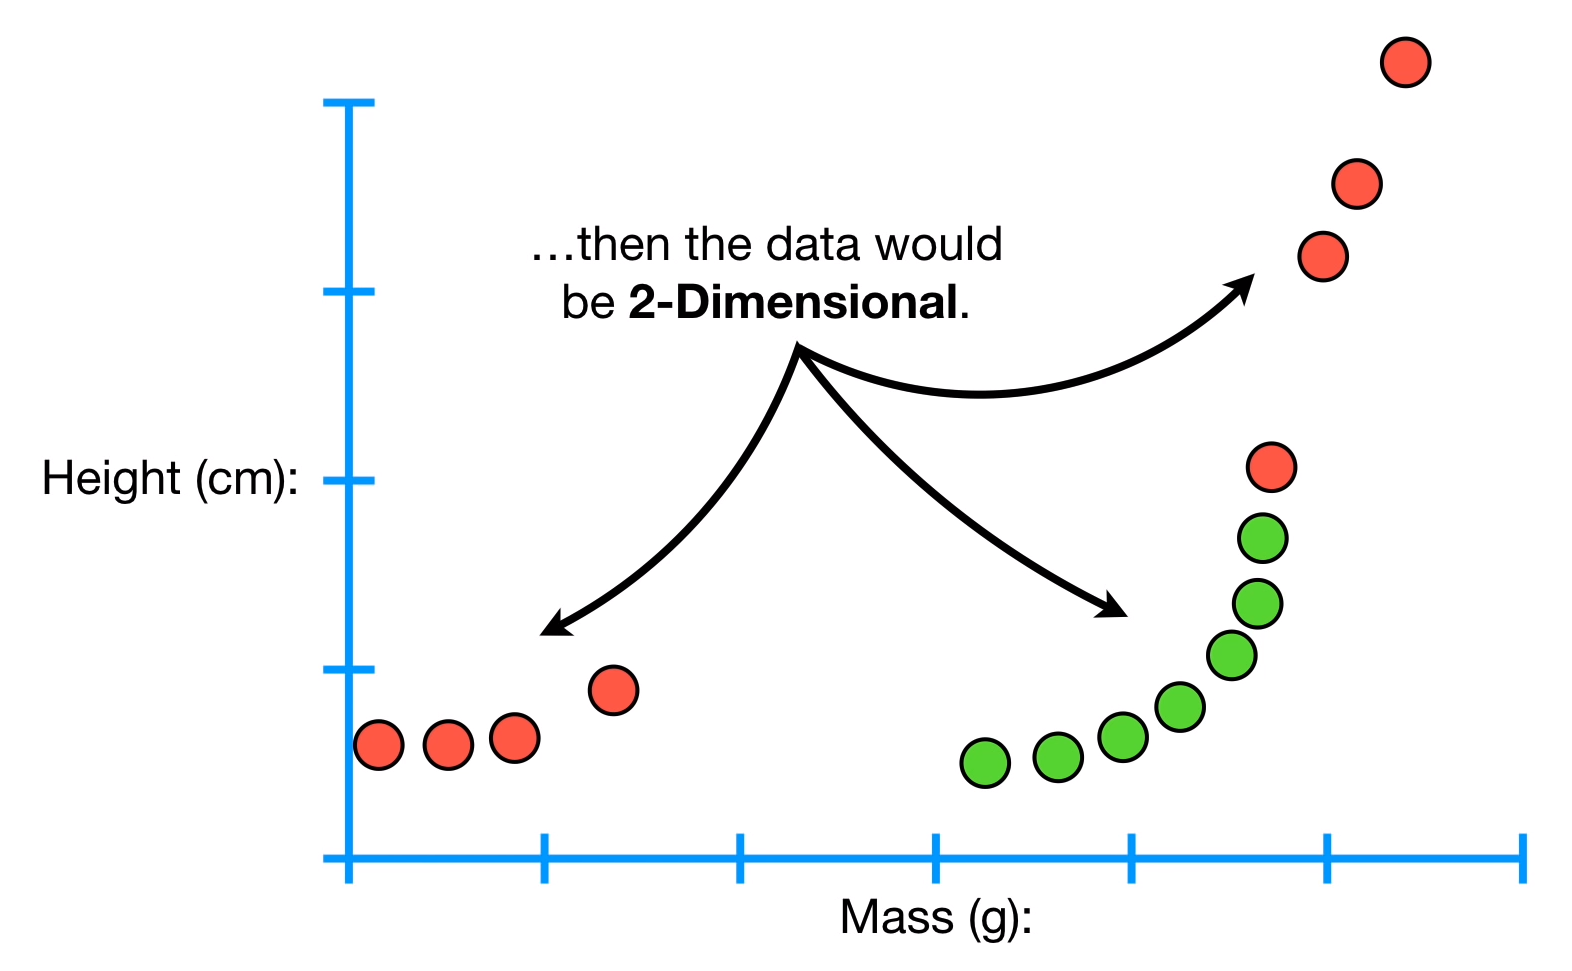 …then the data would
be 2-Dimensional.
Height (cm):
Mass (g):